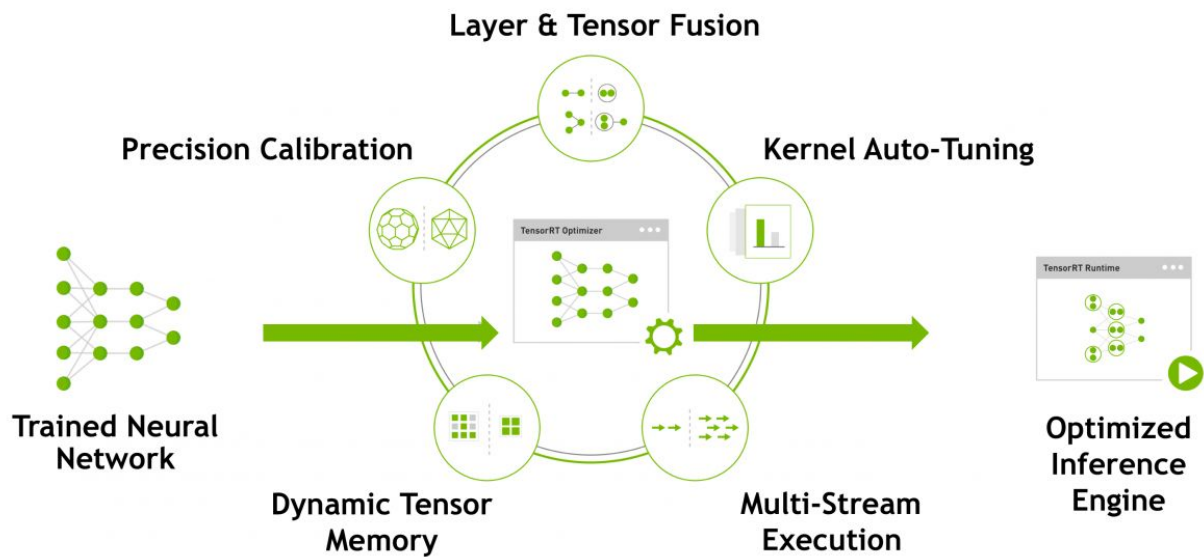 Layer & Tensor Fusion
Precision Calibration
Kernel Auto-Tuning
TensorRT Optimizer
TensorRT Runtime
Trained Neural
Network
Optimized
Inference
Engine
Dynamic Tensor
Memory
Multi-Stream
Execution